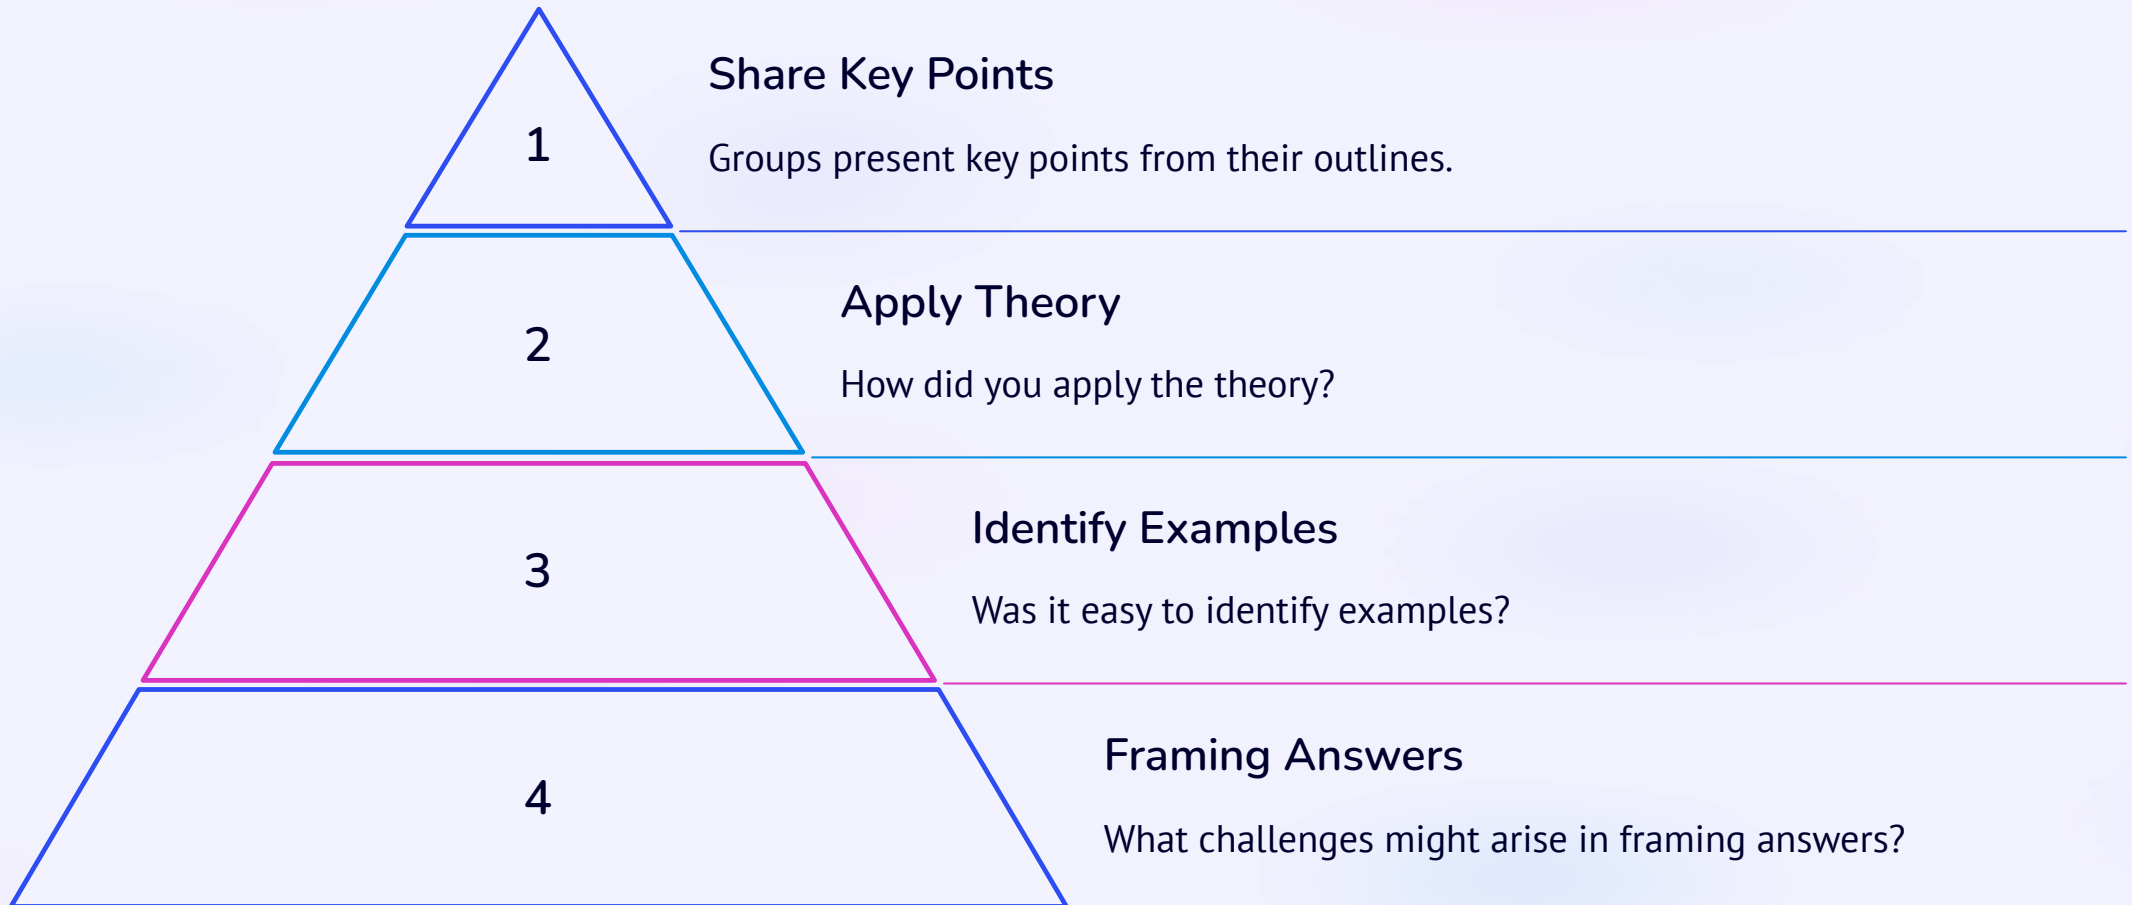 1
Share Key Points
Groups present key points from their outlines.
2
Apply Theory
How did you apply the theory?
3
Identify Examples
Was it easy to identify examples?
4
Framing Answers
What challenges might arise in framing answers?